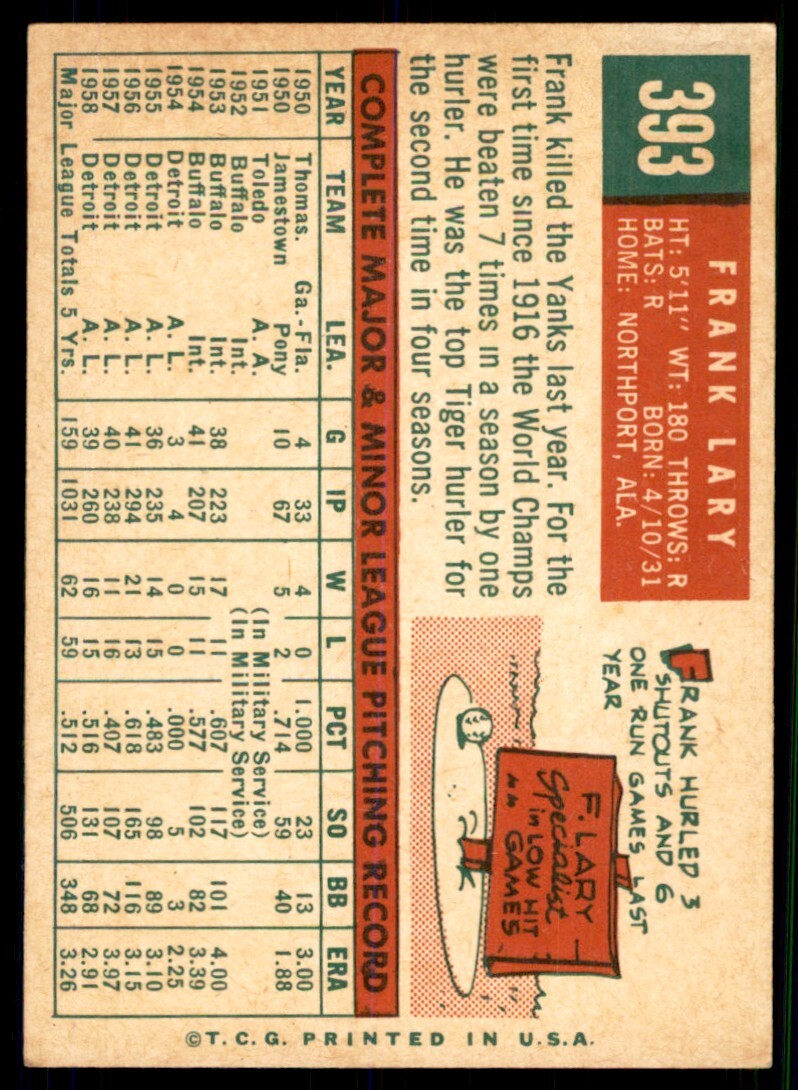 393
FRANK LARY
HT: 5'11" WT: 180 THROWS: R
BATS: R BORN: 4/10/31
HOME: NORTHPORT, ALA.
Frank killed the Yanks last year. For the
first time since 1916 the World Champs
were beaten 7 times in a season by one
hurler. He was the top Tiger hurler for
the second time in four seasons.
FRANK HURLED 3
SHUTOUTS AND 6
ONE RUN GAMES LAST
YEAR
F. LARY —
Specialist
in LOW HIT
GAMES
COMPLETE MAJOR & MINOR LEAGUE PITCHING RECORD
YEAR TEAM LEA. G IP W L PCT SO BB ERA
1950 Thomas. Ga.-Fla. 4 33 4 0 1.000 23 13 3.00
1950 Jamestown Pony 10 67 5 2 .714 59 40 1.88
1951 Toledo A. A. (In Military Service)
1952 Buffalo Int. (In Military Service)
1953 Buffalo Int. 38 223 17 11 .607 117 101 4.00
1954 Buffalo Int. 41 207 15 11 .577 102 82 3.39
1954 Detroit A. L. 3 4 0 0 .000 5 3 2.25
1955 Detroit A. L. 36 235 14 15 .483 98 89 3.10
1956 Detroit A. L. 41 294 21 13 .618 165 116 3.15
1957 Detroit A. L. 40 238 11 16 .407 107 72 3.97
1958 Detroit A. L. 39 260 16 15 .516 131 68 2.91
Major League Totals 5 Yrs. 159 1031 62 59 .512 506 348 3.26
©T.C.G. PRINTED IN U.S.A.